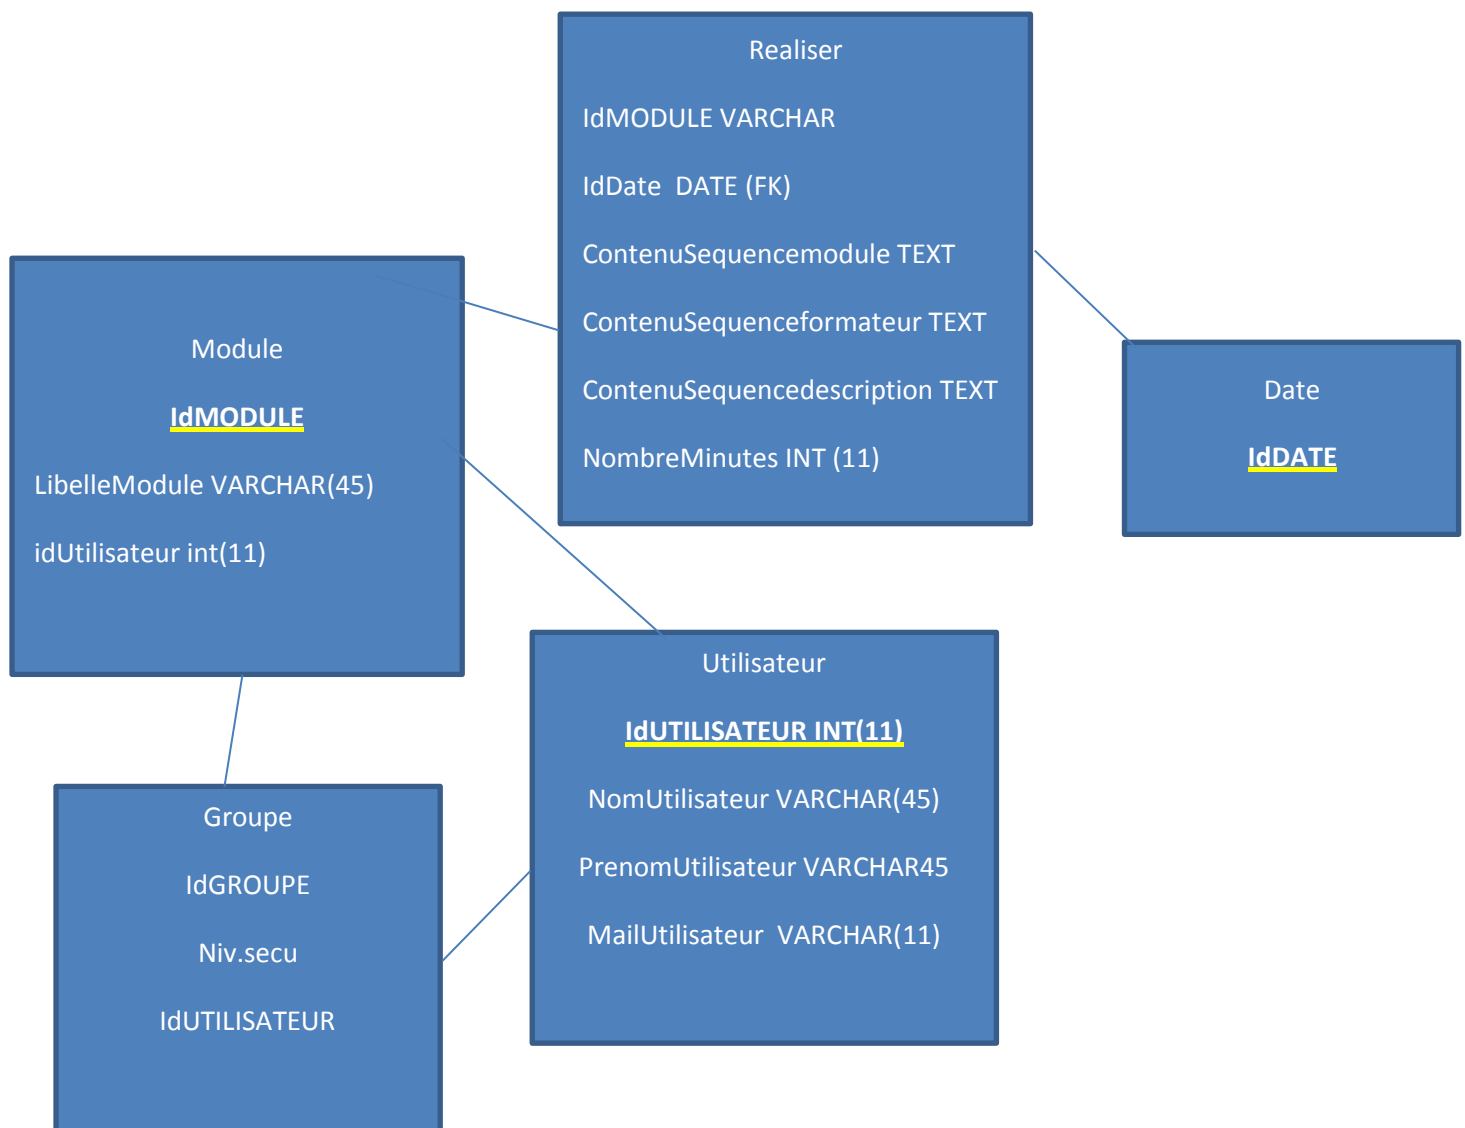 Realiser
IdMODULE VARCHAR
IdDate  DATE (FK)
ContenuSequencemodule TEXT
ContenuSequenceformateur TEXT
ContenuSequencedescription TEXT
NombreMinutes INT (11)
Module
IdMODULE
LibelleModule VARCHAR(45)
idUtilisateur int(11)
Date
IdDATE
Utilisateur
IdUTILISATEUR INT(11)
NomUtilisateur VARCHAR(45)
PrenomUtilisateur VARCHAR45
MailUtilisateur  VARCHAR(11)
Groupe
IdGROUPE
Niv.secu
IdUTILISATEUR